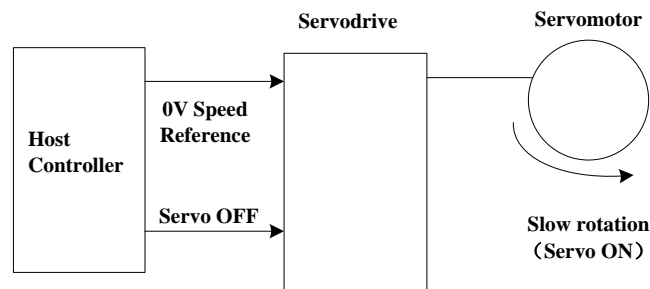 Servodrive
Servomotor
Host
Controller
0V Speed
Reference
Servo OFF
Slow rotation
（Servo ON）